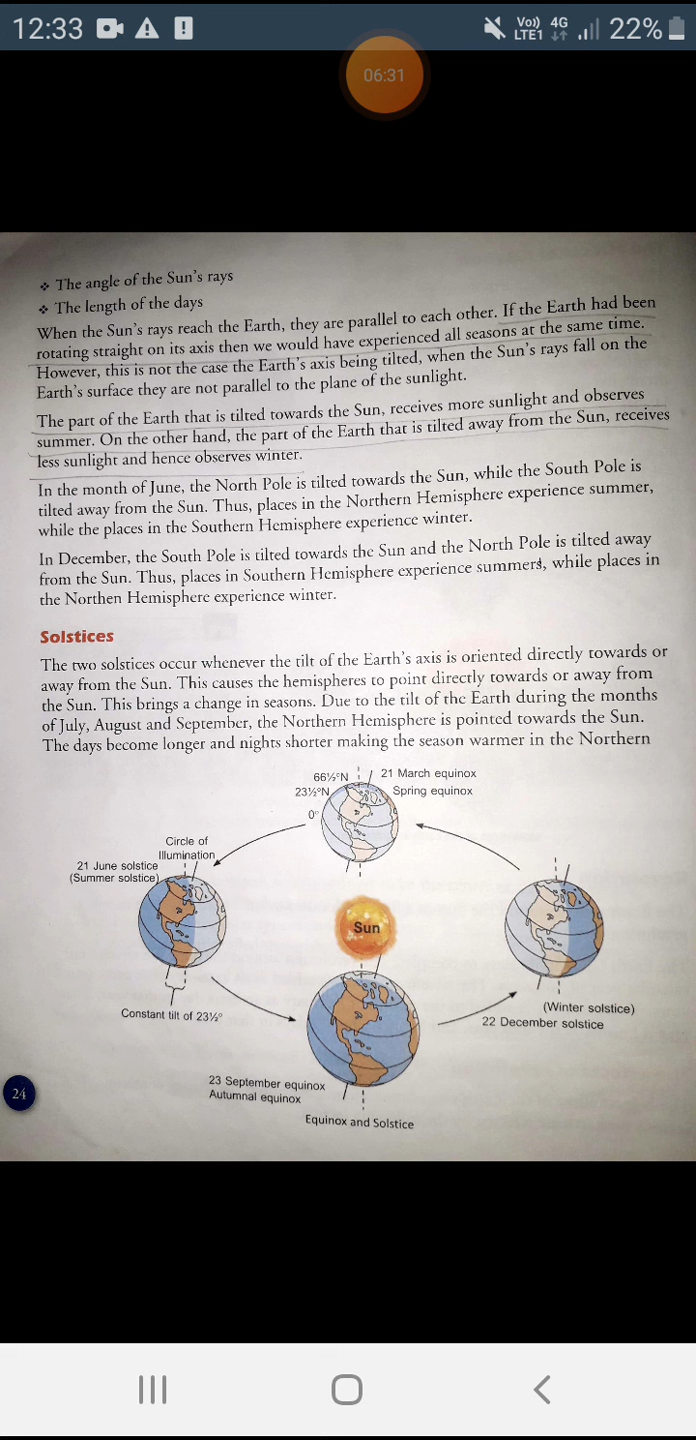 12:33
Vo)) 4G
LTE1
22%
06:31
❖ The angle of the Sun's rays
❖ The length of the days
When the Sun's rays reach the Earth, they are parallel to each other. If the Earth had been
rotating straight on its axis then we would have experienced all seasons at the same time.
However, this is not the case the Earth's axis being tilted, when the Sun's rays fall on the
Earth's surface they are not parallel to the plane of the sunlight.
The part of the Earth that is tilted towards the Sun, receives more sunlight and observes
summer. On the other hand, the part of the Earth that is tilted away from the Sun, receives
less sunlight and hence observes winter.
In the month of June, the North Pole is tilted towards the Sun, while the South Pole is
tilted away from the Sun. Thus, places in the Northern Hemisphere experience summer,
while the places in the Southern Hemisphere experience winter.
In December, the South Pole is tilted towards the Sun and the North Pole is tilted away
from the Sun. Thus, places in Southern Hemisphere experience summers, while places in
the Northen Hemisphere experience winter.
Solstices
The two solstices occur whenever the tilt of the Earth's axis is oriented directly towards or
away from the Sun. This causes the hemispheres to point directly towards or away from
the Sun. This brings a change in seasons. Due to the tilt of the Earth during the months
of July, August and September, the Northern Hemisphere is pointed towards the Sun.
The days become longer and nights shorter making the season warmer in the Northern
66½°N
21 March equinox
23½°N
Spring equinox
0°
Circle of
Illumination
21 June solstice
(Summer solstice)
Sun
Constant tilt of 23½°
(Winter solstice)
22 December solstice
23 September equinox
Autumnal equinox
24
Equinox and Solstice